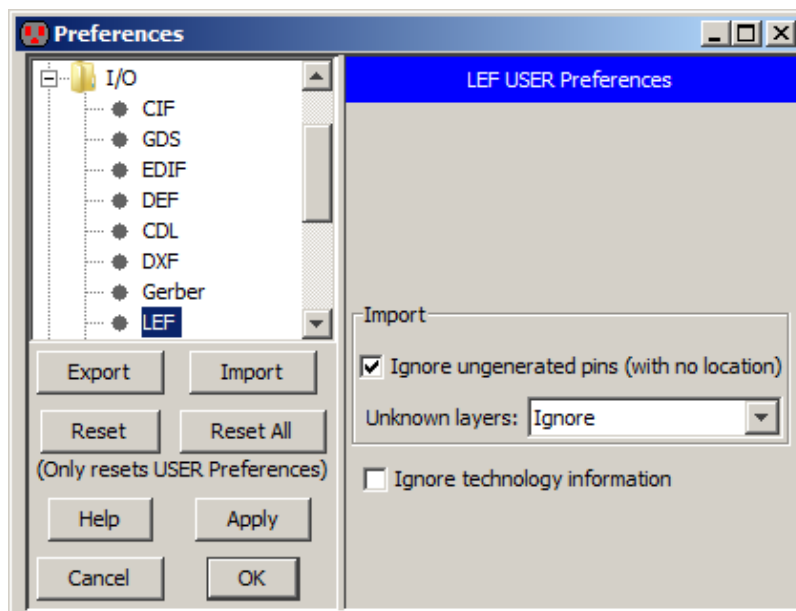 Preferences
I/O
CIF
GDS
EDIF
DEF
CDL
DXF
Gerber
LEF
Export Import
Reset Reset All
(Only resets USER Preferences)
Help Apply
Cancel OK
LEF USER Preferences
Import
Ignore ungenerated pins (with no location)
Unknown layers: Ignore
Ignore technology information